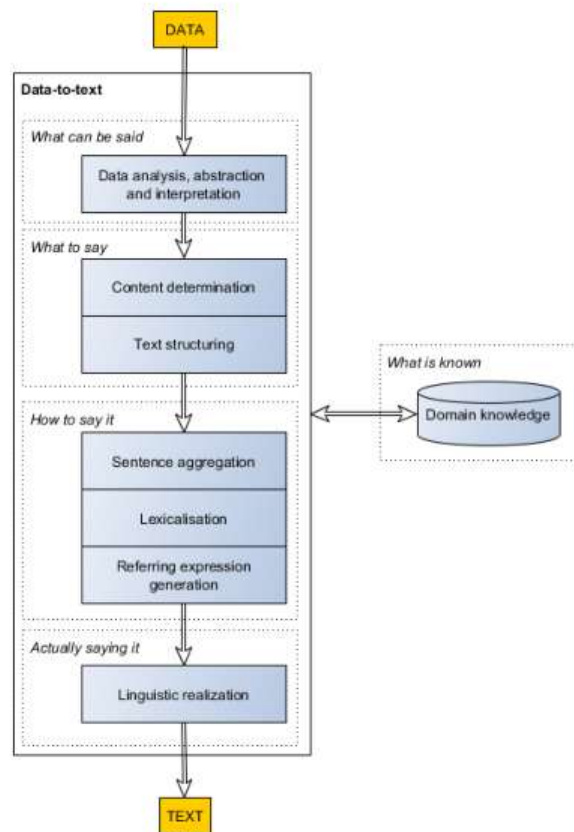 DATA
Data-to-text
What can be said
Data analysis, abstraction
and interpretation
What to say
Content determination
Text structuring
What is known
Domain knowledge
How to say it
Sentence aggregation
Lexicalisation
Referring expression
generation
Actually saying it
Linguistic realization
TEXT